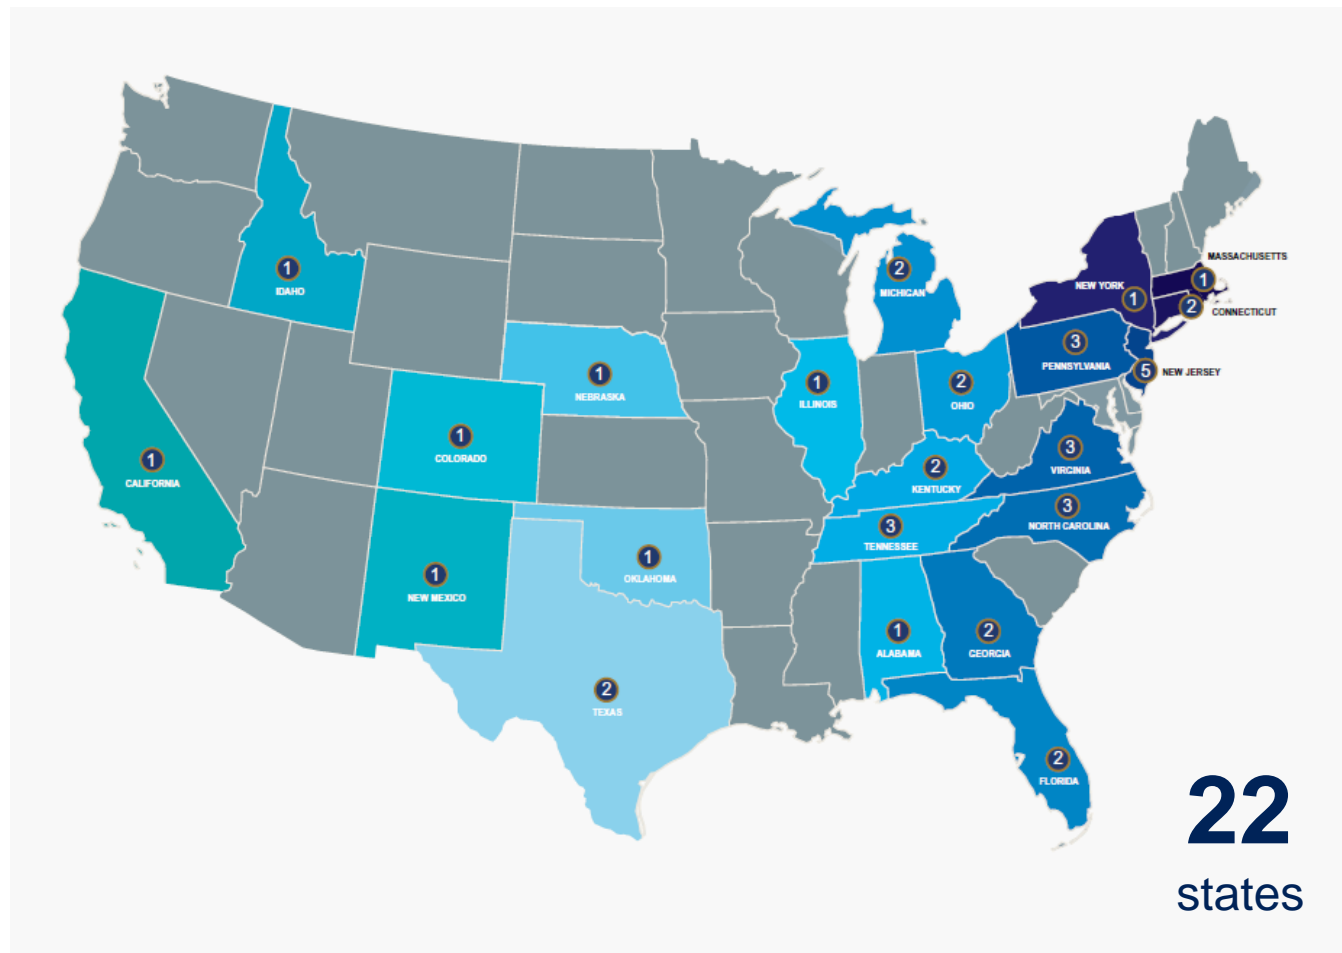 MASSACHUSETTS
1
1
IDAHO
2
MICHIGAN
NEW YORK
1
2
CONNECTICUT
3
PENNSYLVANIA
5
NEW JERSEY
1
NEBRASKA
1
ILLINOIS
2
OHIO
1
COLORADO
1
CALIFORNIA
3
VIRGINIA
2
KENTUCKY
3
NORTH CAROLINA
3
TENNESSEE
1
OKLAHOMA
1
NEW MEXICO
1
ALABAMA
2
GEORGIA
2
TEXAS
2
FLORIDA
22
states